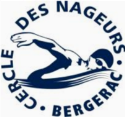 CERCLE DES NAGEURS
· BERGERAC ·